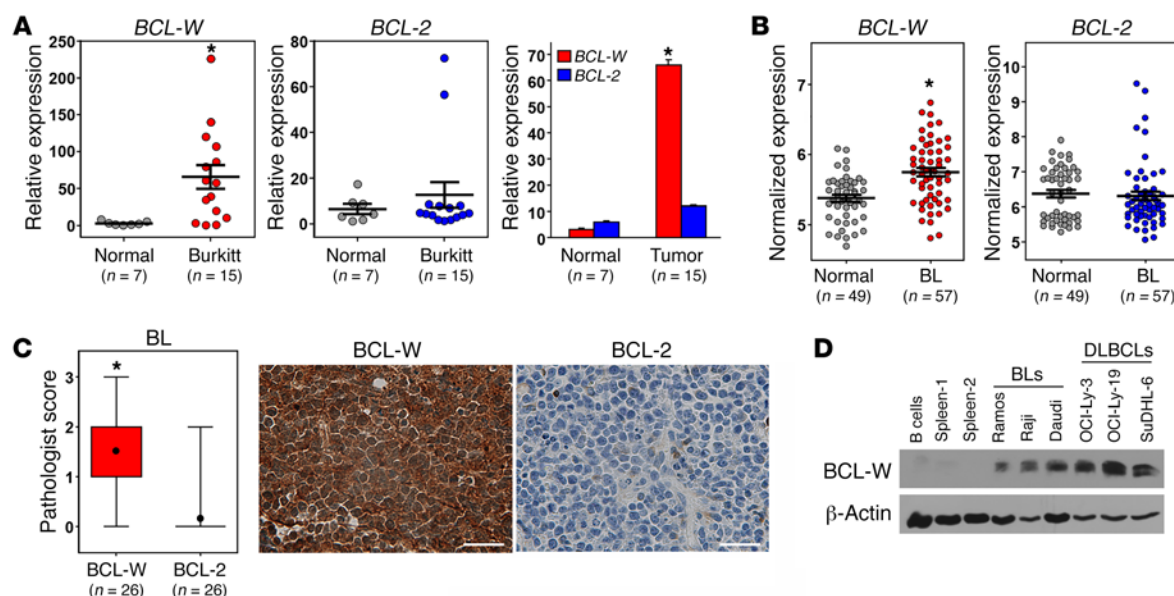 A
BCL-W
Relative expression
250
200
150
100
50
0
*
Normal
(n = 7)
Burkitt
(n = 15)
BCL-2
Relative expression
80
60
40
20
0
Normal
(n = 7)
Burkitt
(n = 15)
Relative expression
70
60
50
40
30
20
10
0
BCL-W
BCL-2
*
Normal
(n = 7)
Tumor
(n = 15)
B
BCL-W
Normalized expression
7
6
5
*
Normal
(n = 49)
BL
(n = 57)
BCL-2
Normalized expression
10
9
8
7
6
5
Normal
(n = 49)
BL
(n = 57)
C
BL
Pathologist score
3
2
1
0
*
BCL-W
(n = 26)
BCL-2
(n = 26)
BCL-W
BCL-2
D
DLBCLs
BLs
B cells
Spleen-1
Spleen-2
Ramos
Raji
Daudi
OCI-Ly-3
OCI-Ly-19
SuDHL-6
BCL-W
β-Actin